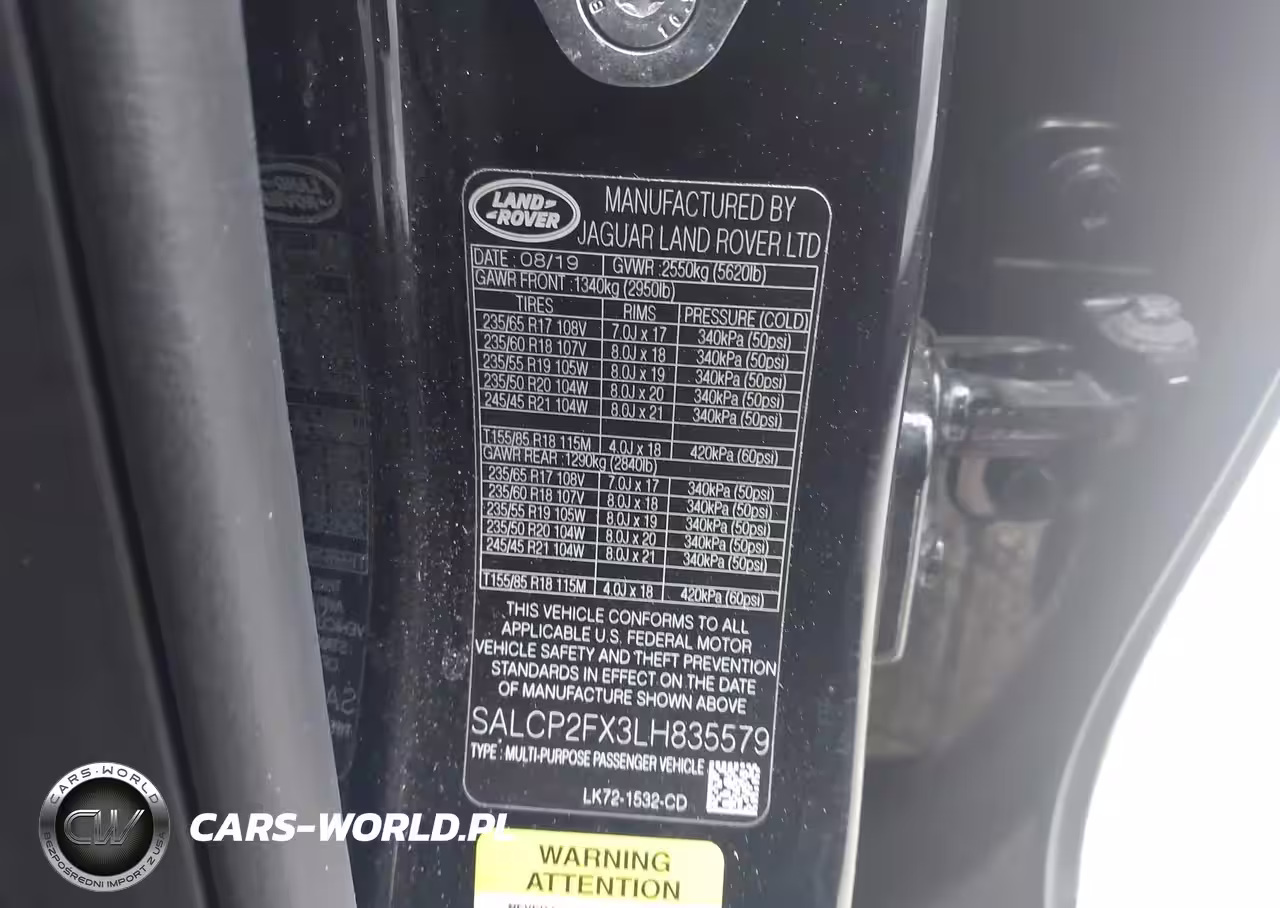 LAND
ROVER
MANUFACTURED BY
JAGUAR LAND ROVER LTD
DATE : 08/19 GVWR : 2550kg (5620lb)
GAWR FRONT : 1340kg (2950lb)
TIRES RIMS PRESSURE (COLD)
235/65 R17 108V 7.0J x 17 340kPa (50psi)
235/60 R18 107V 8.0J x 18 340kPa (50psi)
235/55 R19 105W 8.0J x 19 340kPa (50psi)
235/50 R20 104W 8.0J x 20 340kPa (50psi)
245/45 R21 104W 8.0J x 21 340kPa (50psi)
T155/85 R18 115M 4.0J x 18 420kPa (60psi)
GAWR REAR : 1290kg (2840lb)
235/65 R17 108V 7.0J x 17 340kPa (50psi)
235/60 R18 107V 8.0J x 18 340kPa (50psi)
235/55 R19 105W 8.0J x 19 340kPa (50psi)
235/50 R20 104W 8.0J x 20 340kPa (50psi)
245/45 R21 104W 8.0J x 21 340kPa (50psi)
T155/85 R18 115M 4.0J x 18 420kPa (60psi)
THIS VEHICLE CONFORMS TO ALL
APPLICABLE U.S. FEDERAL MOTOR
VEHICLE SAFETY AND THEFT PREVENTION
STANDARDS IN EFFECT ON THE DATE
OF MANUFACTURE SHOWN ABOVE
SALCP2FX3LH835579
TYPE : MULTI-PURPOSE PASSENGER VEHICLE
LK72-1532-CD
WARNING
ATTENTION
CARS-WORLD
CW
BEZPOŚREDNI IMPORT Z USA
CARS-WORLD.PL